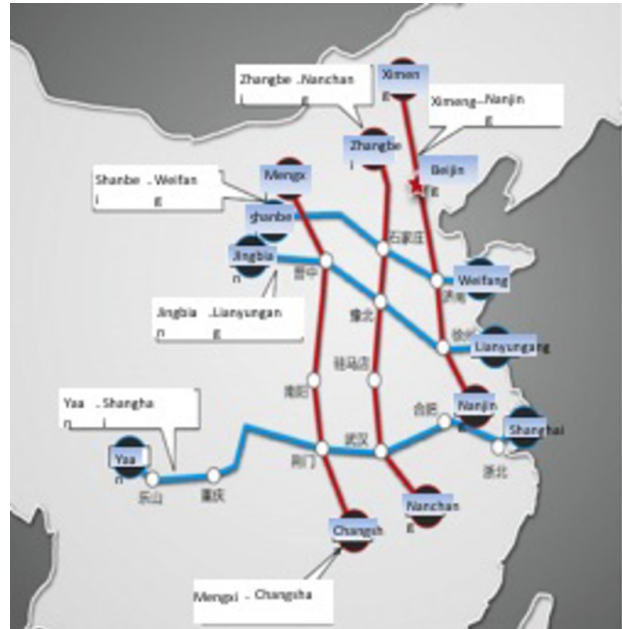 Zhangbe - Nanchan
i g
Ximen
g
Ximeng-Nanjin
g
Zhangbe
i
Beijin
g
Shanbe - Weifan
i g
Mengx
shanbe
石家庄
Jingbia
n
晋中
Weifang
济南
Jingbia - Lianyungan
n g
豫北
徐州
Lianyungang
驻马店
南阳
Yaa - Shangha
n i
合肥
Nanjin
g
Shanghai
武汉
Yaa
n
荆门
浙北
乐山
重庆
Nanchan
g
Changsh
Mengxi - Changsha